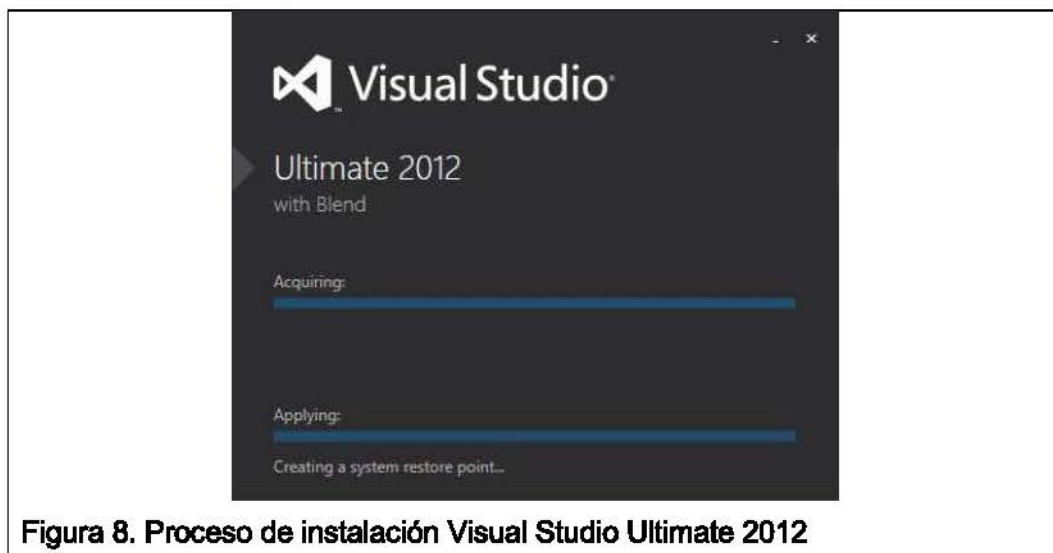 Visual Studio
Ultimate 2012
with Blend
Acquiring:
Applying:
Creating a system restore point...
Figura 8. Proceso de instalación Visual Studio Ultimate 2012